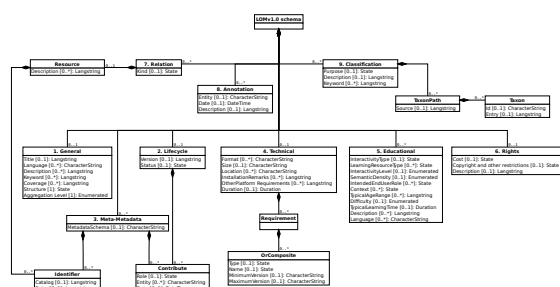 LOMv1.0 schema
Resource
Description [0..*]: Langstring
7. Relation
Kind [0..1]: State
9. Classification
Purpose [0..1]: State
Description [0..1]: Langstring
Keyword [0..*]: Langstring
8. Annotation
Entity [0..1]: CharacterString
Date [0..1]: DateTime
Description [0..1]: Langstring
TaxonPath
Source [0..1]: Langstring
Taxon
Id [0..1]: CharacterString
Entry [0..1]: Langstring
1. General
Title [0..1]: Langstring
Language [0..*]: CharacterString
Description [0..*]: Langstring
Keyword [0..*]: Langstring
Coverage [0..*]: Langstring
Structure [1]: State
Aggregation Level [1]: Enumerated
2. Lifecycle
Version [0..1]: Langstring
Status [0..1]: State
4. Technical
Format [0..*]: CharacterString
Size [0..1]: CharacterString
Location [0..*]: CharacterString
InstallationRemarks [0..*]: Langstring
OtherPlatform Requirements [0..*]: Langstring
Duration [0..1]: Duration
5. Educational
InteractivityType [0..1]: State
LearningResourceType [0..*]: State
InteractivityLevel [0..1]: Enumerated
SemanticDensity [0..1]: Enumerated
IntendedEndUserRole [0..*]: State
Context [0..*]: State
TypicalAgeRange [0..*]: Langstring
Difficulty [0..1]: Enumerated
TypicalLearningTime [0..1]: Duration
Description [0..*]: Langstring
Language [0..*]: CharacterString
6. Rights
Cost [0..1]: State
Copyright and other restrictions [0..1]: State
Description [0..1]: Langstring
3. Meta-Metadata
MetadataSchema [0..1]: CharacterString
Requirement
OrComposite
Type [0..1]: State
Name [0..1]: State
MinimumVersion [0..1]: CharacterString
MaximumVersion [0..1]: CharacterString
Identifier
Catalog [0..1]: Langstring
Contribute
Role [0..1]: State
Entity [0..*]: CharacterString